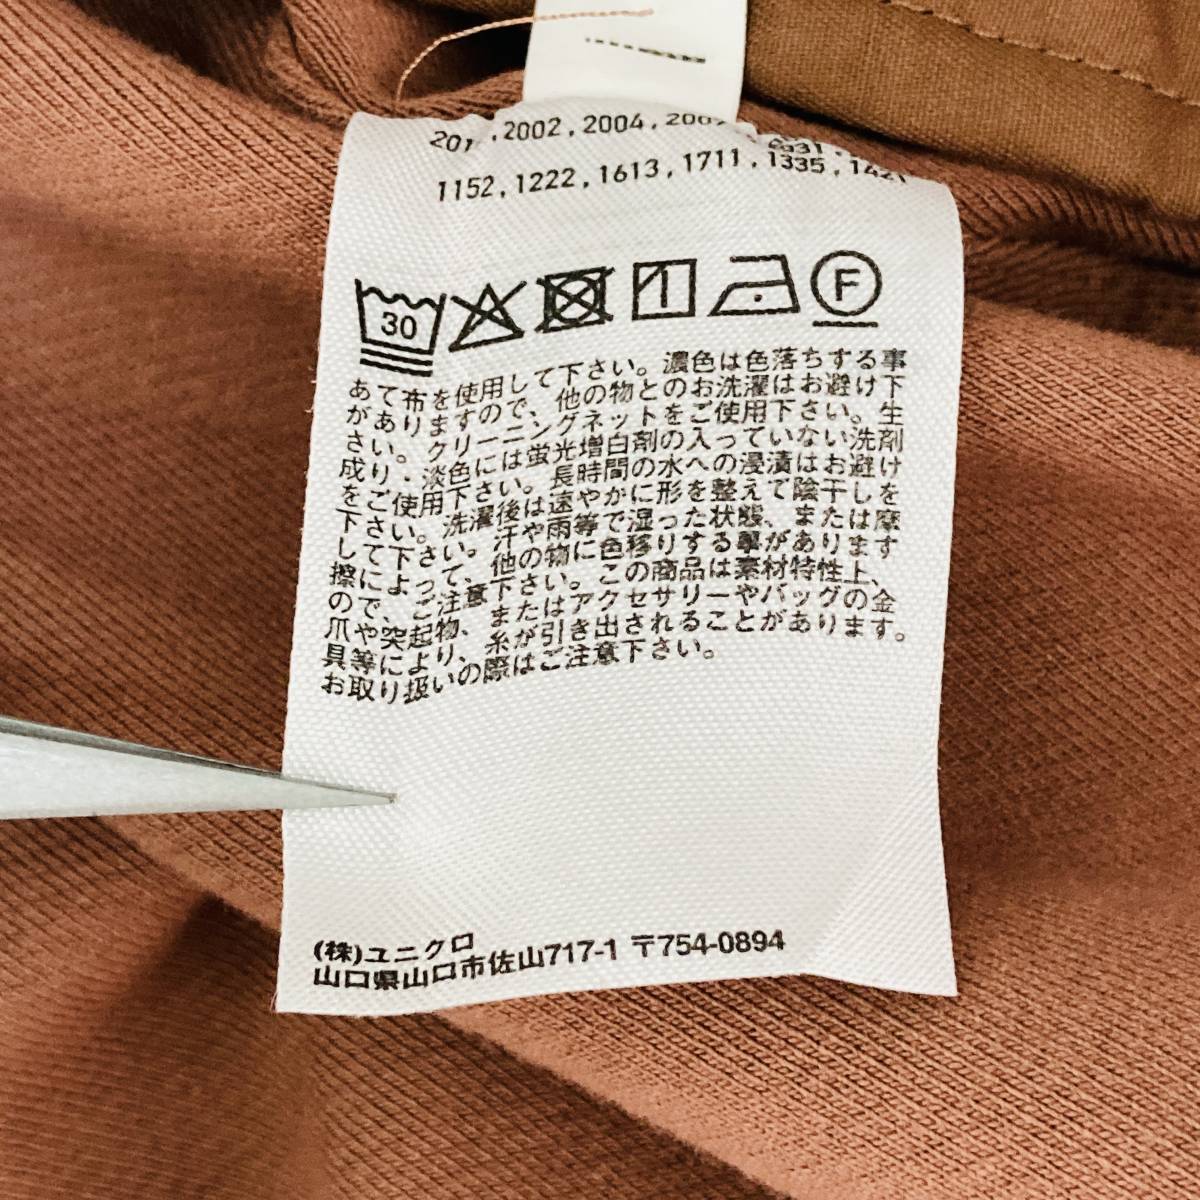 201 ,2002,2004,200
1152,1222,1613,1711,1335,1421
30
F
あて布を使用して下さい。濃色は色落ちする事
がありますので、他の物とのお洗濯はお避け下
さい。クリーニングネットをご使用下さい。生
成り・淡色には蛍光増白剤の入っていない洗剤
をご使用下さい。長時間の水への浸漬はお避け
下さい。洗濯後は速やかに形を整えて陰干しを
して下さい。汗や雨等で湿った状態、または摩
擦によって、他の物に色移りする事があります
ので、ご注意下さい。この商品は素材特性上、
爪や突起物、またはアクセサリーやバッグの金
具等により、糸が引き出されることがあります。
お取り扱いの際はご注意下さい。
(株)ユニクロ
山口県山口市佐山717-1 〒754-0894